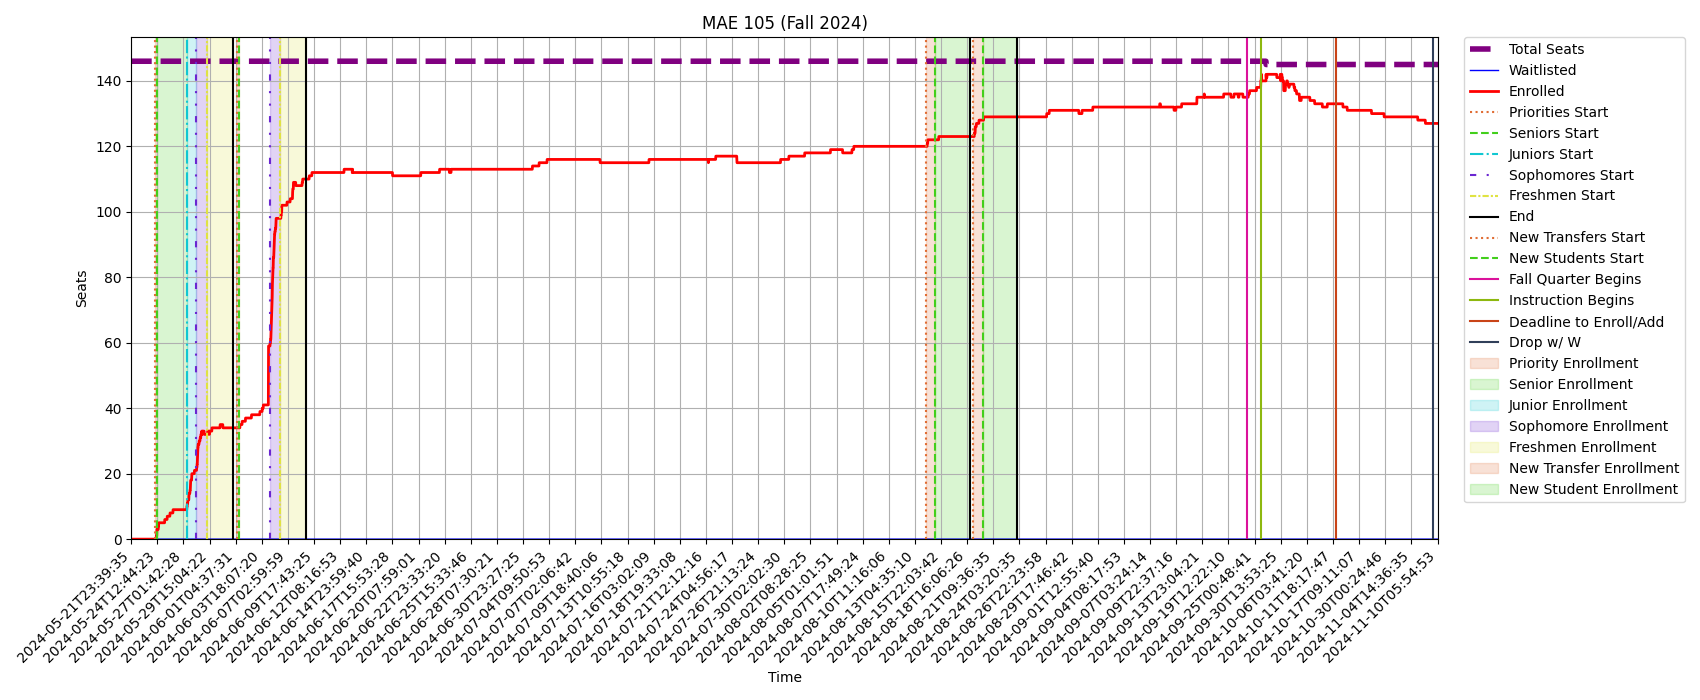 MAE 105 (Fall 2024)
Seats
140
120
100
80
60
40
20
0
2024-05-21T23:39:35
2024-05-24T12:44:23
2024-05-27T01:42:28
2024-05-29T15:04:22
2024-06-01T04:37:31
2024-06-03T18:07:20
2024-06-07T02:59:59
2024-06-09T17:43:25
2024-06-12T08:16:53
2024-06-14T23:59:40
2024-06-17T15:53:28
2024-06-20T07:59:01
2024-06-22T23:33:20
2024-06-25T15:33:46
2024-06-28T07:30:21
2024-06-30T23:27:25
2024-07-04T09:50:53
2024-07-07T02:06:42
2024-07-09T18:40:06
2024-07-13T10:55:18
2024-07-16T03:02:09
2024-07-18T19:33:08
2024-07-21T12:12:16
2024-07-24T04:56:17
2024-07-26T21:13:24
2024-07-30T02:02:30
2024-08-02T08:28:25
2024-08-05T01:01:51
2024-08-07T17:49:24
2024-08-10T11:16:06
2024-08-13T04:35:10
2024-08-15T22:03:42
2024-08-18T16:06:26
2024-08-21T09:36:35
2024-08-24T03:20:35
2024-08-26T22:23:58
2024-08-29T17:46:42
2024-09-01T12:55:40
2024-09-04T08:17:53
2024-09-07T03:24:14
2024-09-09T22:37:16
2024-09-13T23:04:21
2024-09-19T12:22:10
2024-09-25T00:48:41
2024-09-30T13:53:25
2024-10-06T03:41:20
2024-10-11T18:17:47
2024-10-17T09:11:07
2024-10-30T00:24:46
2024-11-04T14:36:35
2024-11-10T05:54:53
Time
Total Seats
Waitlisted
Enrolled
Priorities Start
Seniors Start
Juniors Start
Sophomores Start
Freshmen Start
End
New Transfers Start
New Students Start
Fall Quarter Begins
Instruction Begins
Deadline to Enroll/Add
Drop w/ W
Priority Enrollment
Senior Enrollment
Junior Enrollment
Sophomore Enrollment
Freshmen Enrollment
New Transfer Enrollment
New Student Enrollment